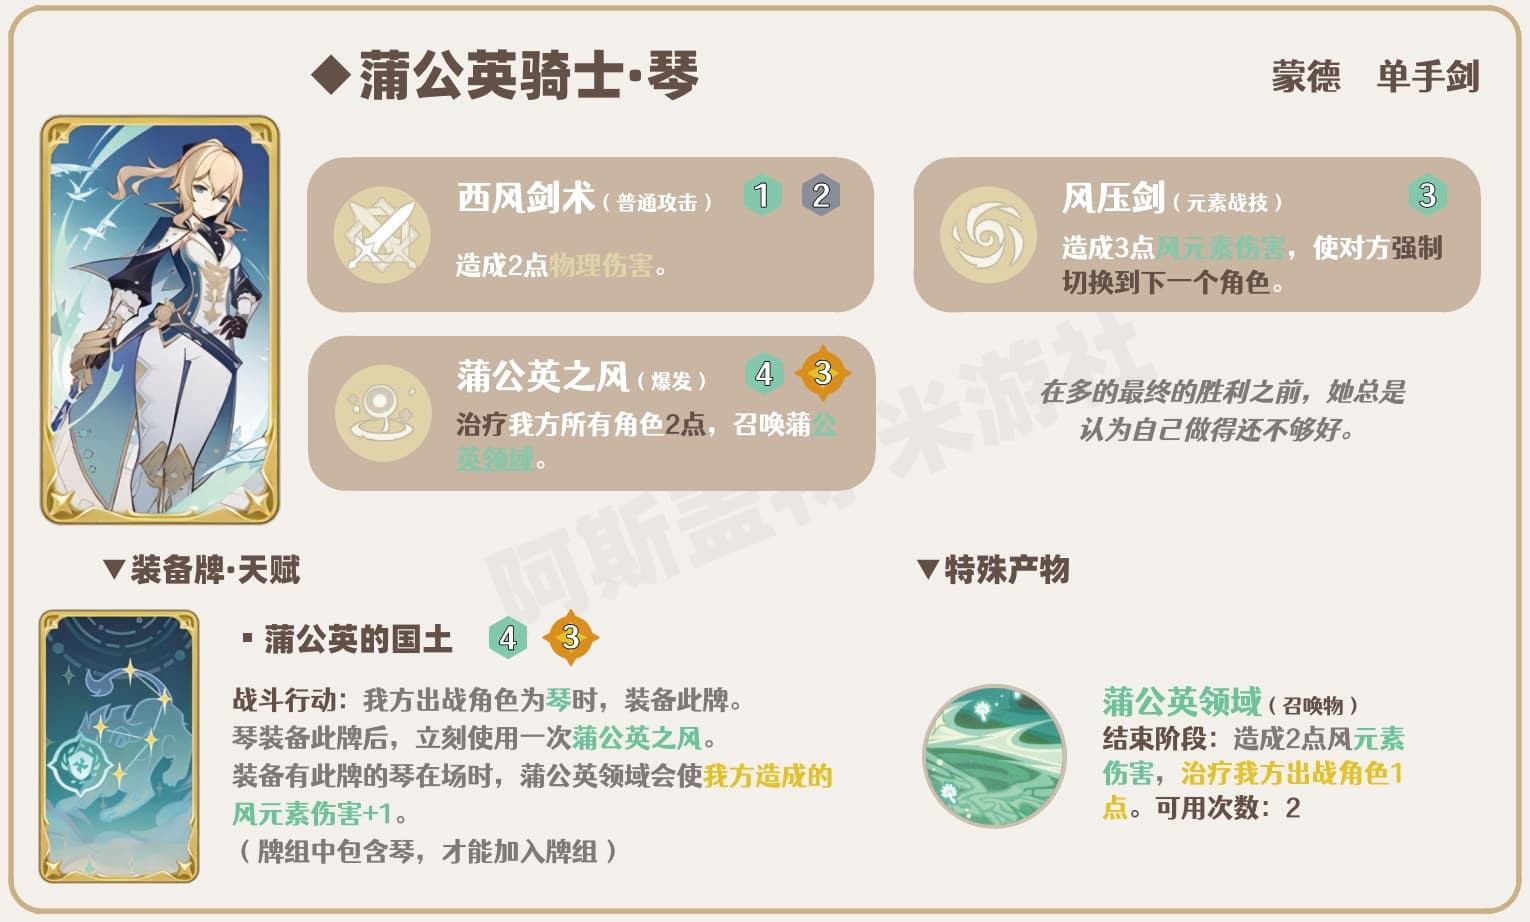 ◆蒲公英骑士·琴
蒙德 单手剑
西风剑术（普通攻击） 1 2
造成2点物理伤害。
风压剑（元素战技） 3
造成3点风元素伤害，使对方强制
切换到下一个角色。
蒲公英之风（爆发） 4 3
治疗我方所有角色2点，召唤蒲公
英领域。
在多的最终的胜利之前，她总是
认为自己做得还不够好。
▼装备牌·天赋
▪蒲公英的国土 4 3
战斗行动：我方出战角色为琴时，装备此牌。
琴装备此牌后，立刻使用一次蒲公英之风。
装备有此牌的琴在场时，蒲公英领域会使我方造成的
风元素伤害+1。
（牌组中包含琴，才能加入牌组）
▼特殊产物
蒲公英领域（召唤物）
结束阶段：造成2点风元素
伤害，治疗我方出战角色1
点。可用次数：2
阿斯盖特 米游社